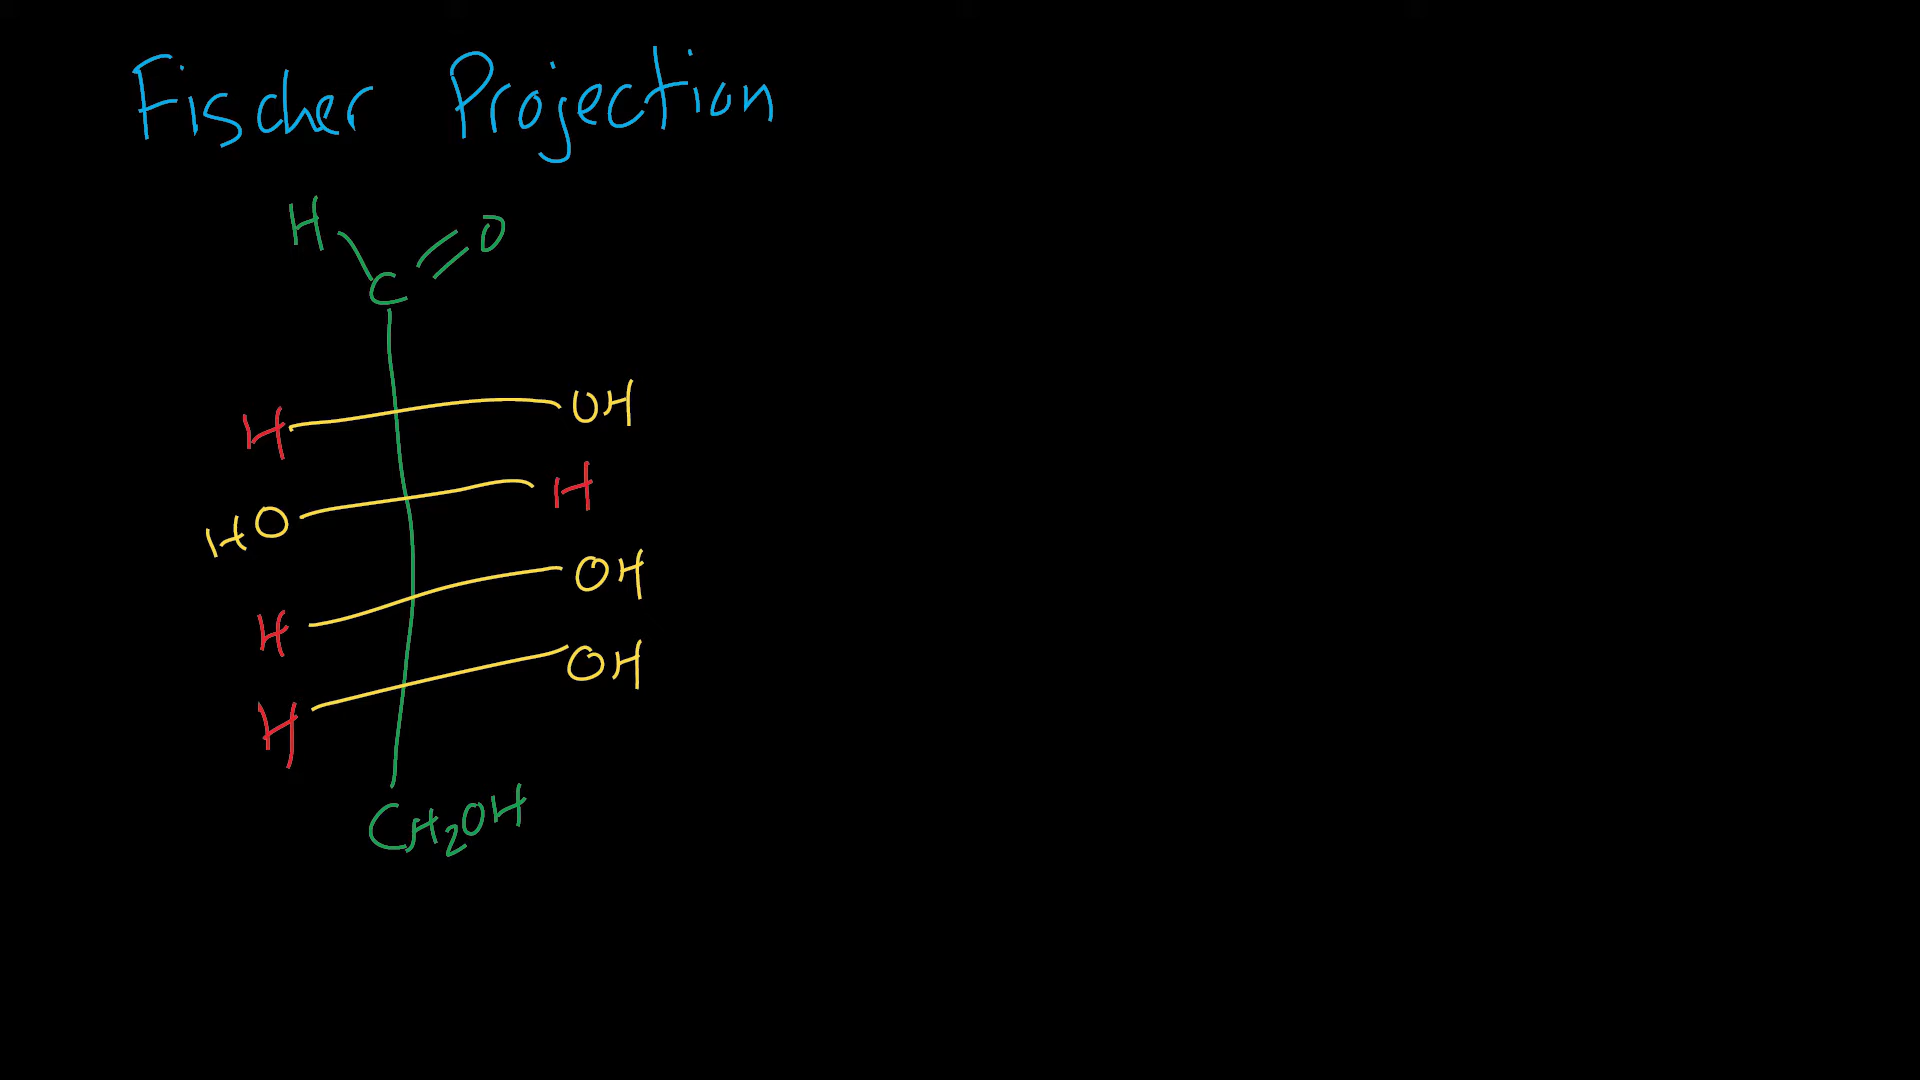 Fischer Projection
H O
C
H OH
HO H
H OH
H OH
CH₂OH